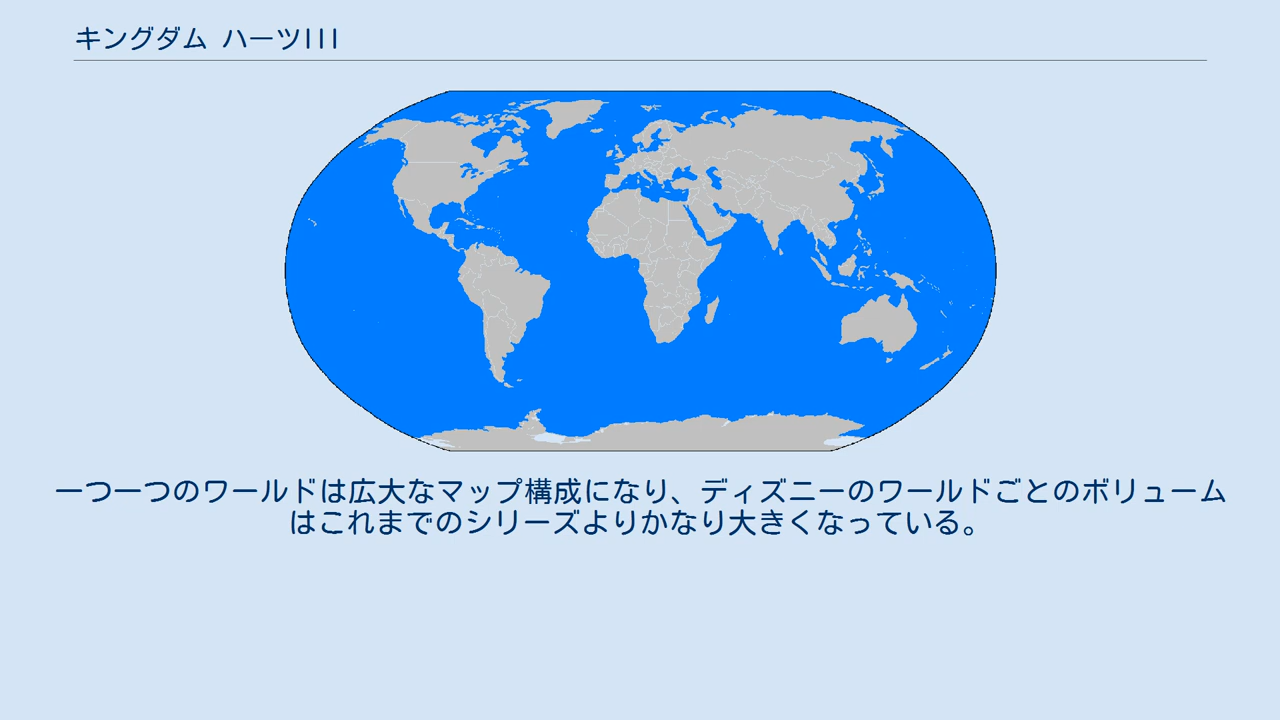 キングダム ハーツIII
一つ一つのワールドは広大なマップ構成になり、ディズニーのワールドごとのボリューム
はこれまでのシリーズよりかなり大きくなっている。